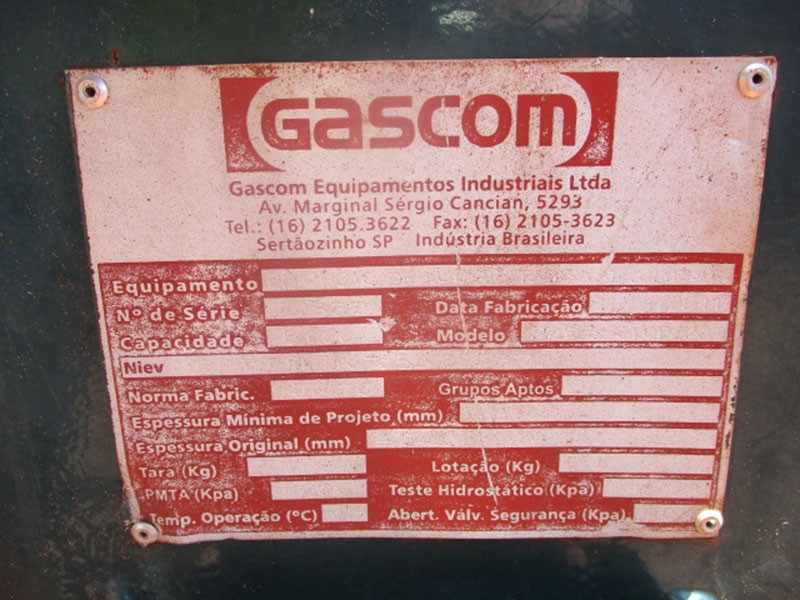 GASCOM
Gascom Equipamentos Industriais Ltda
Av. Marginal Sérgio Cancian, 5293
Tel.: (16) 2105.3622 Fax: (16) 2105-3623
Sertãozinho SP Indústria Brasileira
Equipamento
Nº de Série Data Fabricação
Capacidade Modelo
Niev
Norma Fabric. Grupos Aptos
Espessura Mínima de Projeto (mm)
Espessura Original (mm)
Tara (Kg) Lotação (Kg)
PMTA (Kpa) Teste Hidrostático (Kpa)
Temp. Operação (ºC) Abert. Válv. Segurança (Kpa)